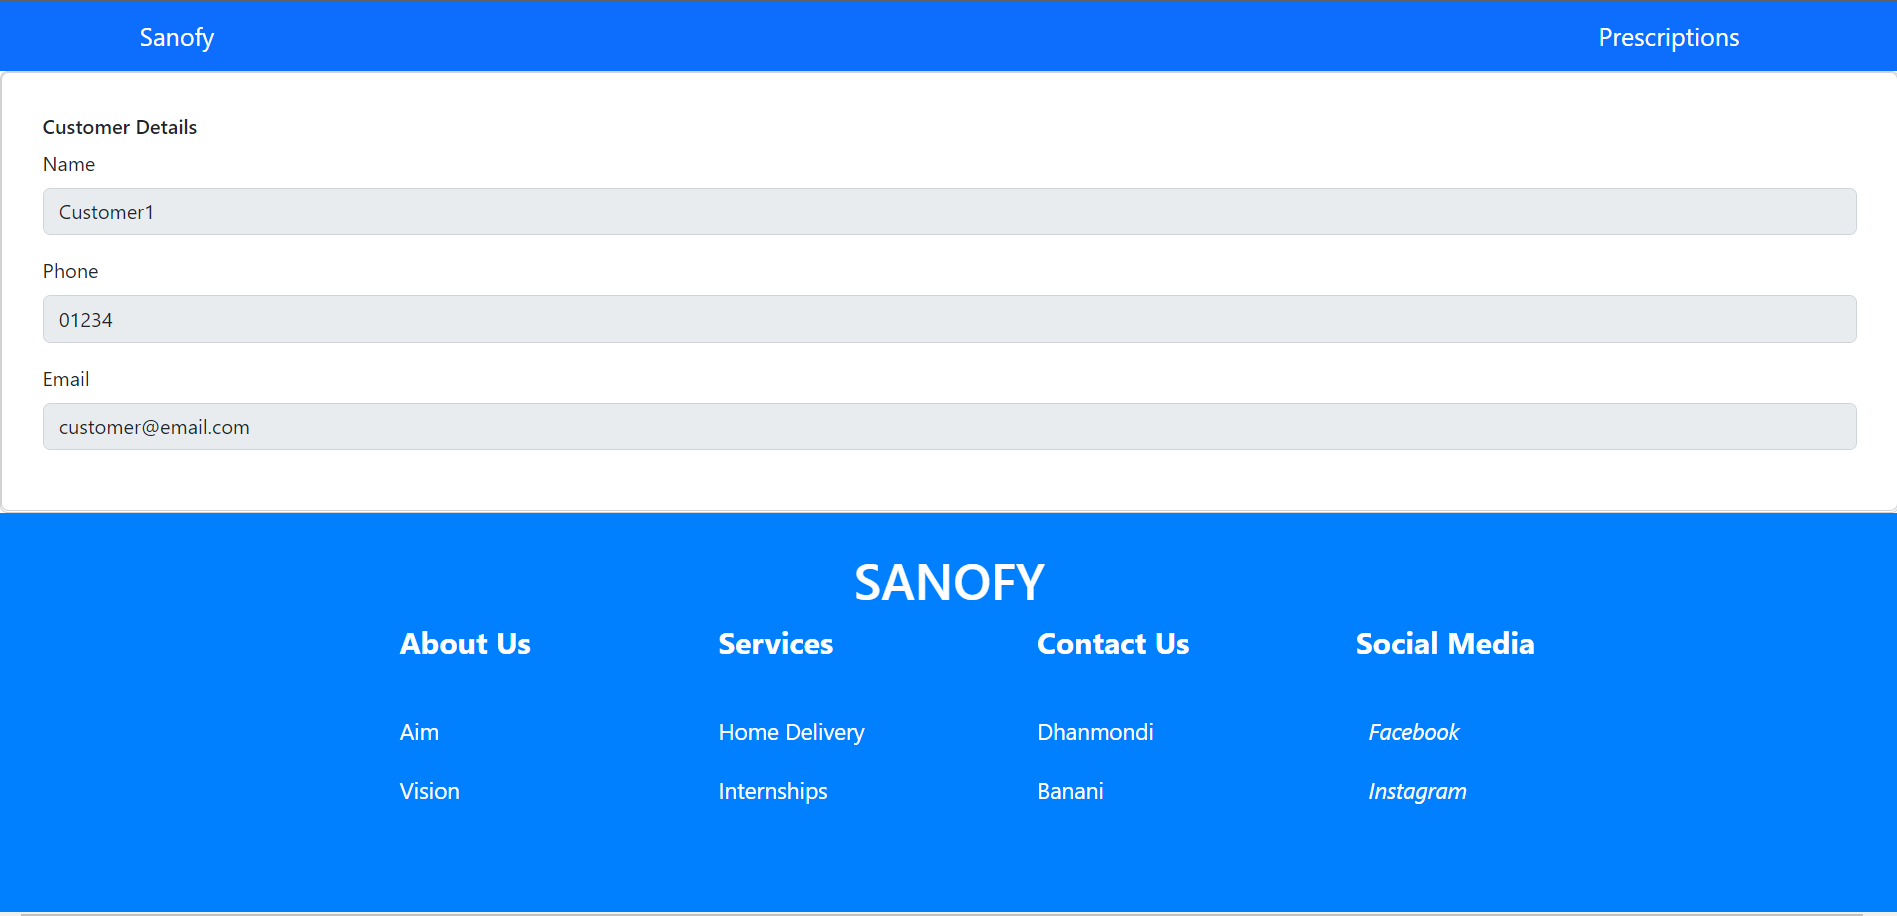 Sanofy Prescriptions
Customer Details
Name
Customer1
Phone
01234
Email
customer@email.com
SANOFY
About Us Services Contact Us Social Media
Aim Home Delivery Dhanmondi Facebook
Vision Internships Banani Instagram